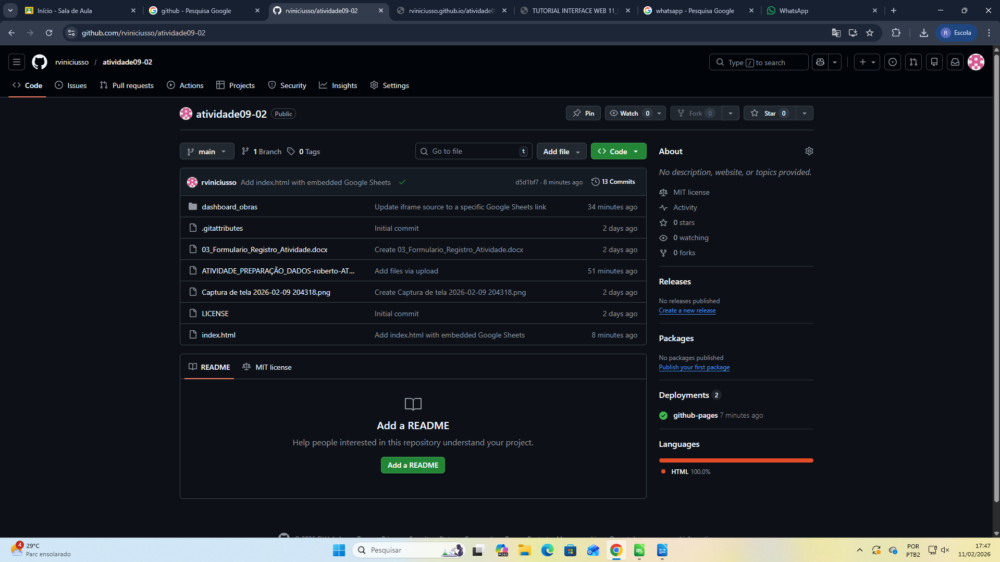 Início - Sala de Aula
github - Pesquisa Google
rviniciusso/atividade09-02
rviniciusso.github.io/atividade0
TUTORIAL INTERFACE WEB 11_
whatsapp - Pesquisa Google
WhatsApp
github.com/rviniciusso/atividade09-02
R Escola
rviniciusso / atividade09-02
Type / to search
Code
Issues
Pull requests
Actions
Projects
Security
Insights
Settings
atividade09-02 Public
Pin
Watch 0
Fork 0
Star 0
main
1 Branch
0 Tags
Go to file t
Add file
Code
rviniciusso Add index.html with embedded Google Sheets
d5d1bf7 · 8 minutes ago
13 Commits
dashboard_obras Update iframe source to a specific Google Sheets link 34 minutes ago
.gitattributes Initial commit 2 days ago
03_Formulario_Registro_Atividade.docx Create 03_Formulario_Registro_Atividade.docx 2 days ago
ATIVIDADE_PREPARAÇÃO_DADOS-roberto-AT... Add files via upload 51 minutes ago
Captura de tela 2026-02-09 204318.png Create Captura de tela 2026-02-09 204318.png 2 days ago
LICENSE Initial commit 2 days ago
index.html Add index.html with embedded Google Sheets 8 minutes ago
README
MIT license
Add a README
Help people interested in this repository understand your project.
Add a README
About
No description, website, or topics provided.
MIT license
Activity
0 stars
0 watching
0 forks
Releases
No releases published
Create a new release
Packages
No packages published
Publish your first package
Deployments 2
github-pages 7 minutes ago
Languages
HTML 100.0%
4
29°C
Parc ensolarado
Pesquisar
M365
POR
PTB2
17:47
11/02/2026